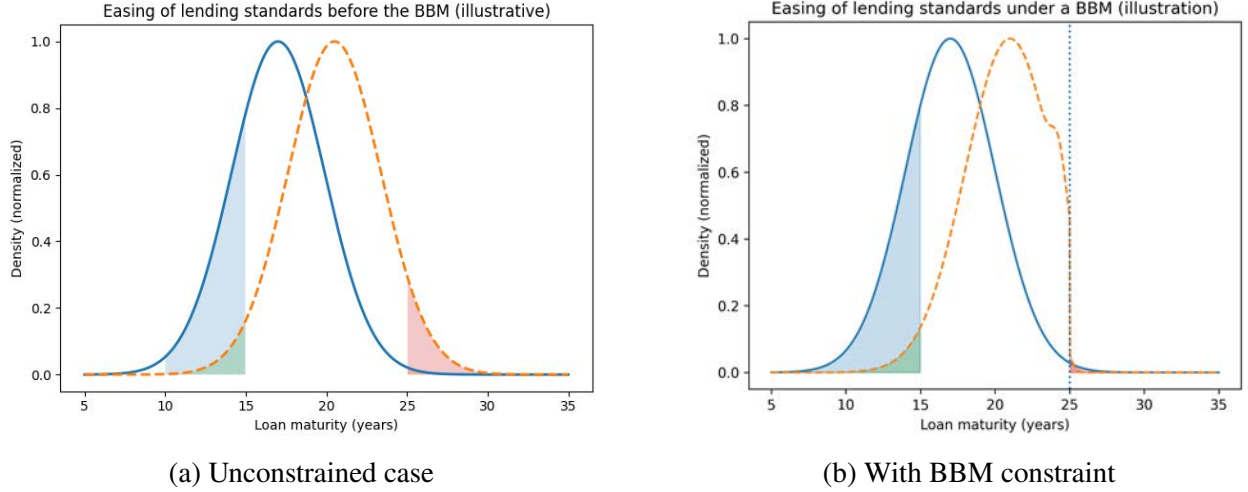 Easing of lending standards before the BBM (illustrative)
Density (normalized)
1.0
0.8
0.6
0.4
0.2
0.0
5 10 15 20 25 30 35
Loan maturity (years)
(a) Unconstrained case
Easing of lending standards under a BBM (illustration)
Density (normalized)
1.0
0.8
0.6
0.4
0.2
0.0
5 10 15 20 25 30 35
Loan maturity (years)
(b) With BBM constraint